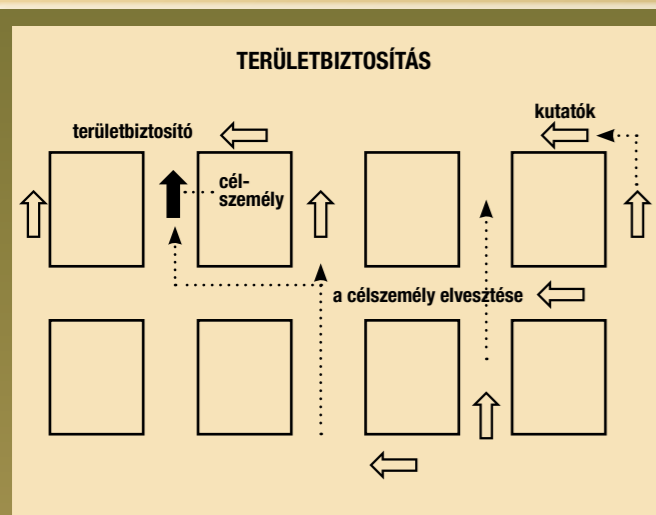 TERÜLETBIZTOSÍTÁS
kutatók
területbiztosító
cél-
személy
a célszemély elvesztése